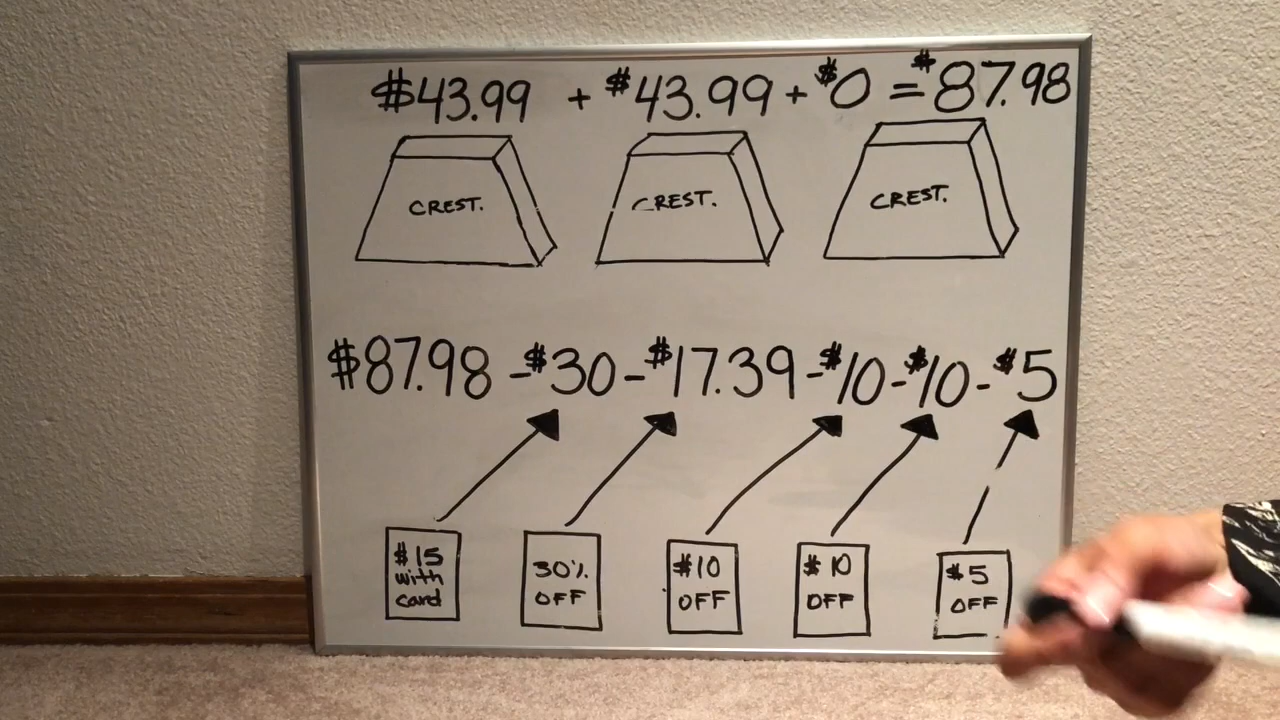 $43.99 + $43.99 + $0 = $87.98
CREST. CREST. CREST.
$87.98 - $30 - $17.39 - $10 - $10 - $5
$15
with
card
30%
OFF
$10
OFF
$10
OFF
$5
OFF